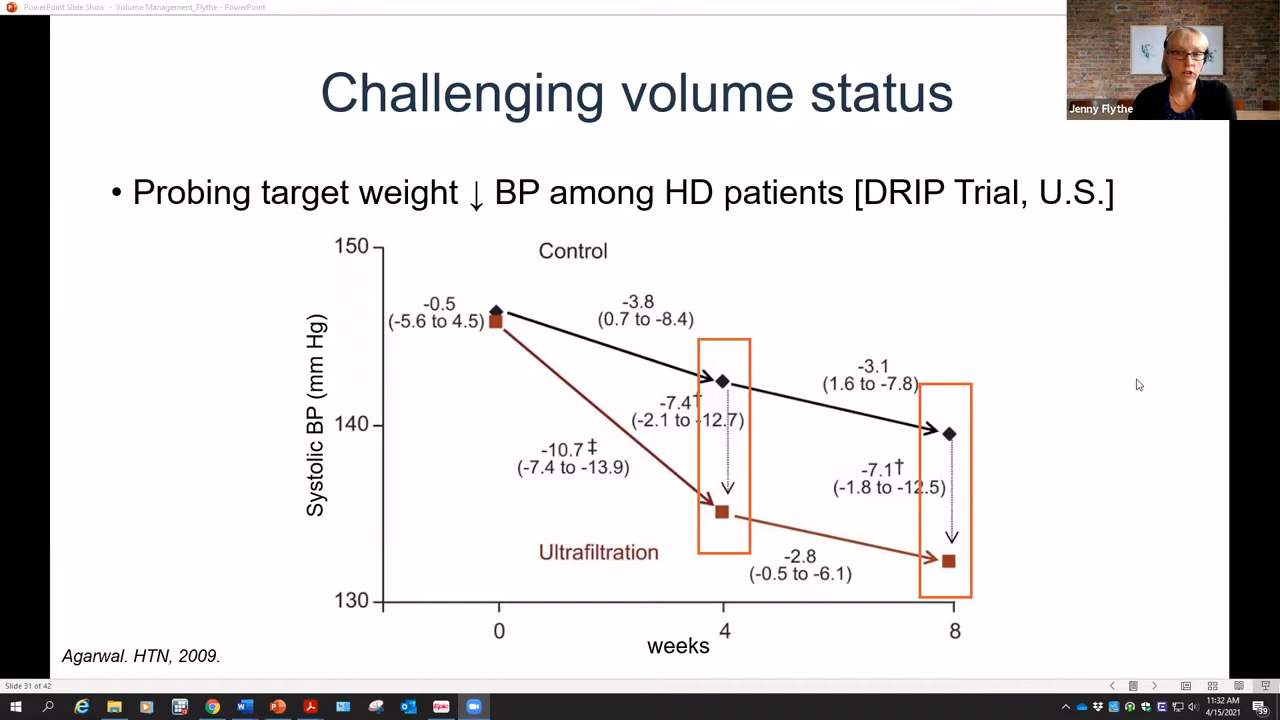 PowerPoint Slide Show - Volume Management_Flythe - PowerPoint
Jenny Flythe
Challenging volume status
• Probing target weight ↓ BP among HD patients [DRIP Trial, U.S.]
Systolic BP (mm Hg)
150
140
130
Control
-0.5
(-5.6 to 4.5)
-3.8
(0.7 to -8.4)
-3.1
(1.6 to -7.8)
-7.4†
(-2.1 to -12.7)
-10.7 ‡
(-7.4 to -13.9)
-7.1†
(-1.8 to -12.5)
Ultrafiltration
-2.8
(-0.5 to -6.1)
0
4
8
weeks
Agarwal. HTN, 2009.
Slide 31 of 42
Epic
11:32 AM
4/15/2021
39